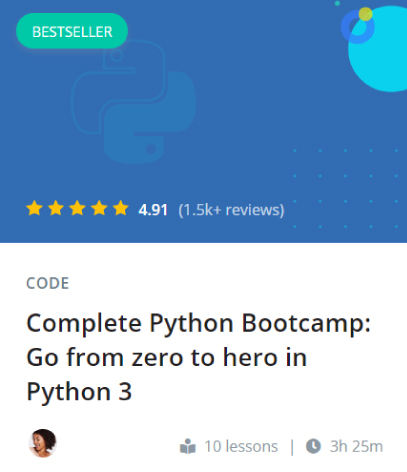 BESTSELLER
4.91 (1.5k+ reviews)
CODE
Complete Python Bootcamp:
Go from zero to hero in
Python 3
10 lessons | 3h 25m